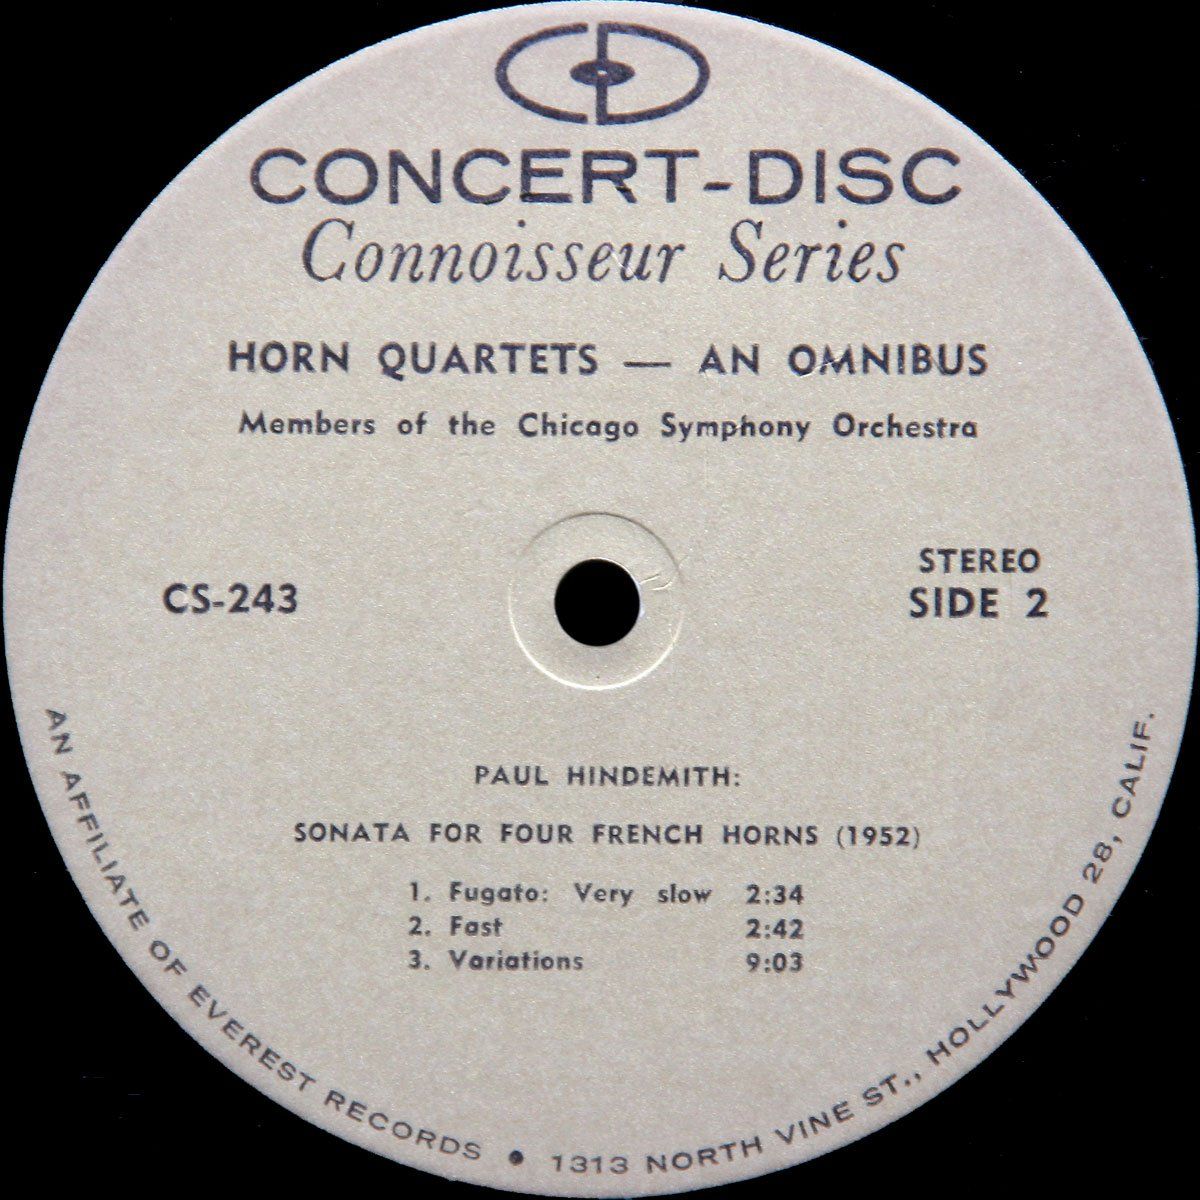 CD
CONCERT-DISC
Connoisseur Series
HORN QUARTETS — AN OMNIBUS
Members of the Chicago Symphony Orchestra
CS-243
STEREO
SIDE 2
PAUL HINDEMITH:
SONATA FOR FOUR FRENCH HORNS (1952)
1. Fugato: Very slow 2:34
2. Fast 2:42
3. Variations 9:03
AN AFFILIATE OF EVEREST RECORDS • 1313 NORTH VINE ST., HOLLYWOOD 28, CALIF.